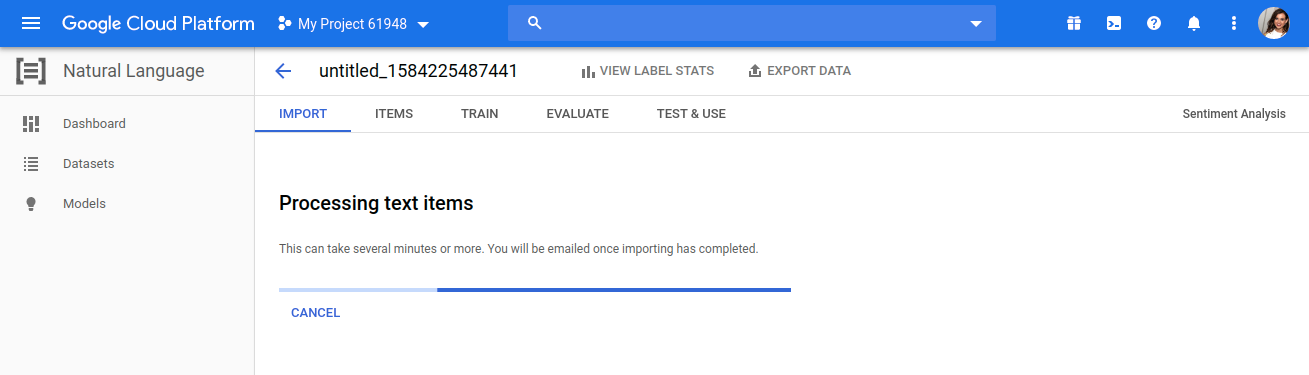 Google Cloud Platform My Project 61948
Natural Language untitled_1584225487441 VIEW LABEL STATS EXPORT DATA
IMPORT ITEMS TRAIN EVALUATE TEST & USE Sentiment Analysis
Dashboard
Datasets
Models
Processing text items
This can take several minutes or more. You will be emailed once importing has completed.
CANCEL